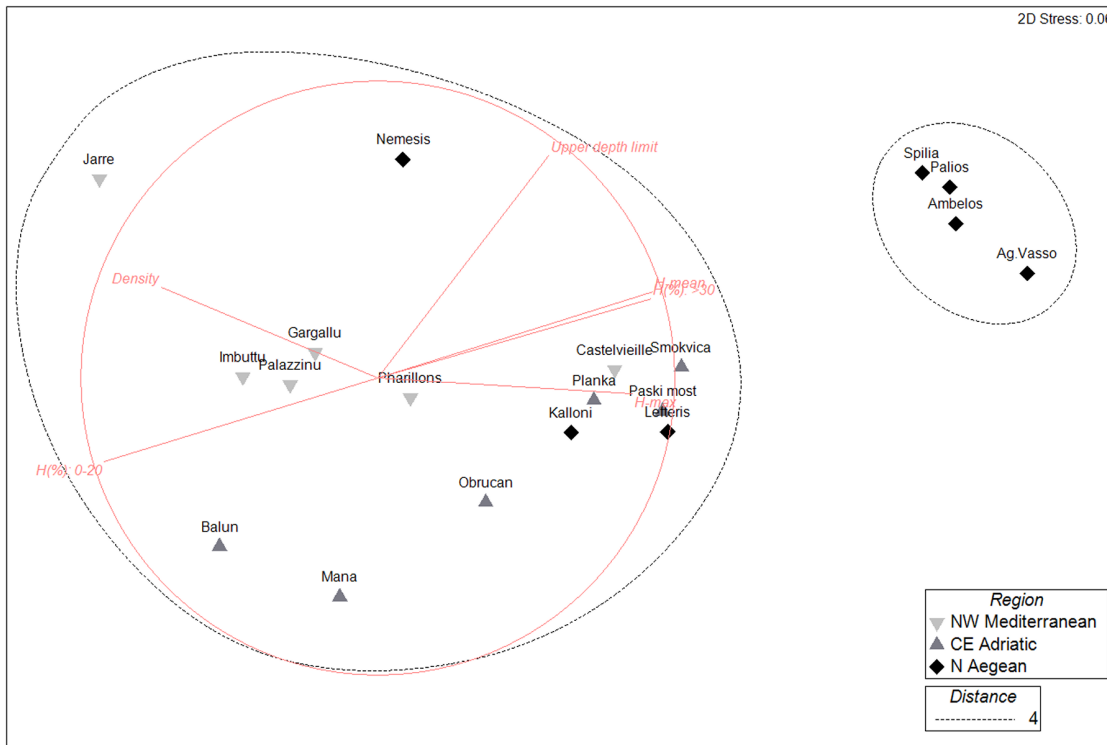 2D Stress: 0.06
Nemesis
Jarre
Upper depth limit
Spilia
Palios
Ambelos
Ag.Vasso
Density
H-mean
H(%): >30
Gargallu
Imbuttu
Palazzinu
Pharillons
Castelvieille
Smokvica
Planka
Paski most
H-max
Kalloni
Lefteris
H(%): 0-20
Obrucan
Balun
Mana
Region
NW Mediterranean
CE Adriatic
N Aegean
Distance
4